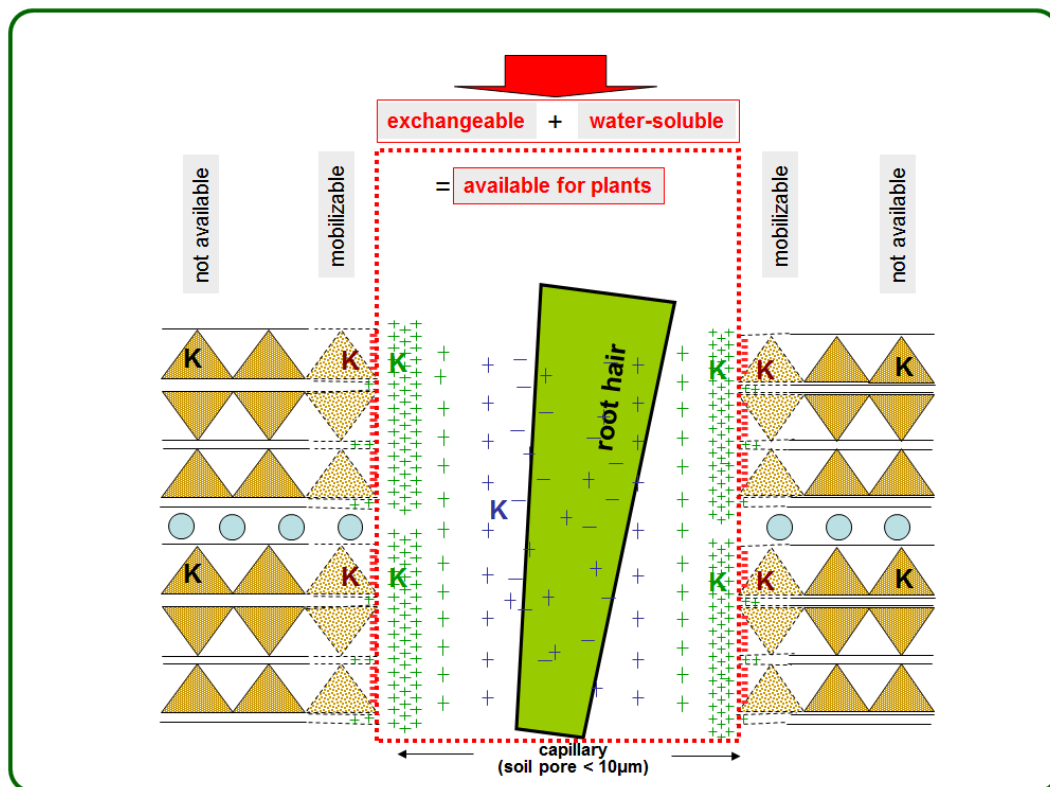 exchangeable + water-soluble
= available for plants
not available
mobilizable
mobilizable
not available
root hair
K K K K K K
K
K K K K K K
capillary
(soil pore < 10µm)